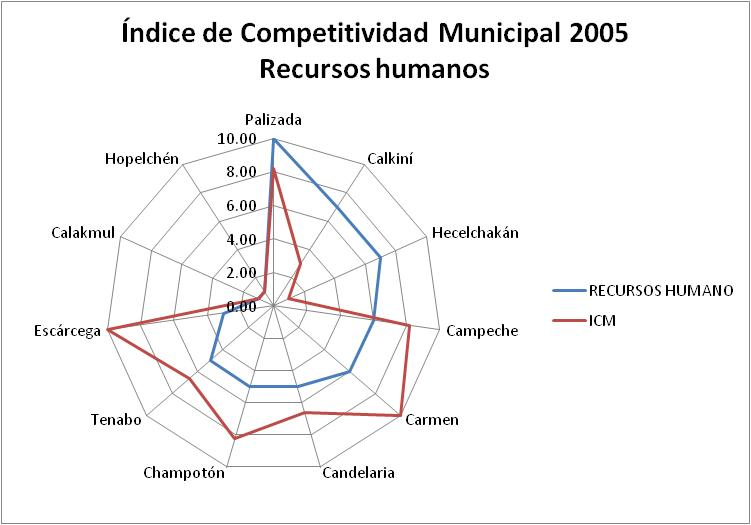 Índice de Competitividad Municipal 2005
Recursos humanos
Palizada
10.00
Calkiní
Hopelchén
8.00
6.00
Calakmul
Hecelchakán
4.00
2.00
0.00
RECURSOS HUMANO
ICM
Escárcega
Campeche
Tenabo
Carmen
Champotón
Candelaria